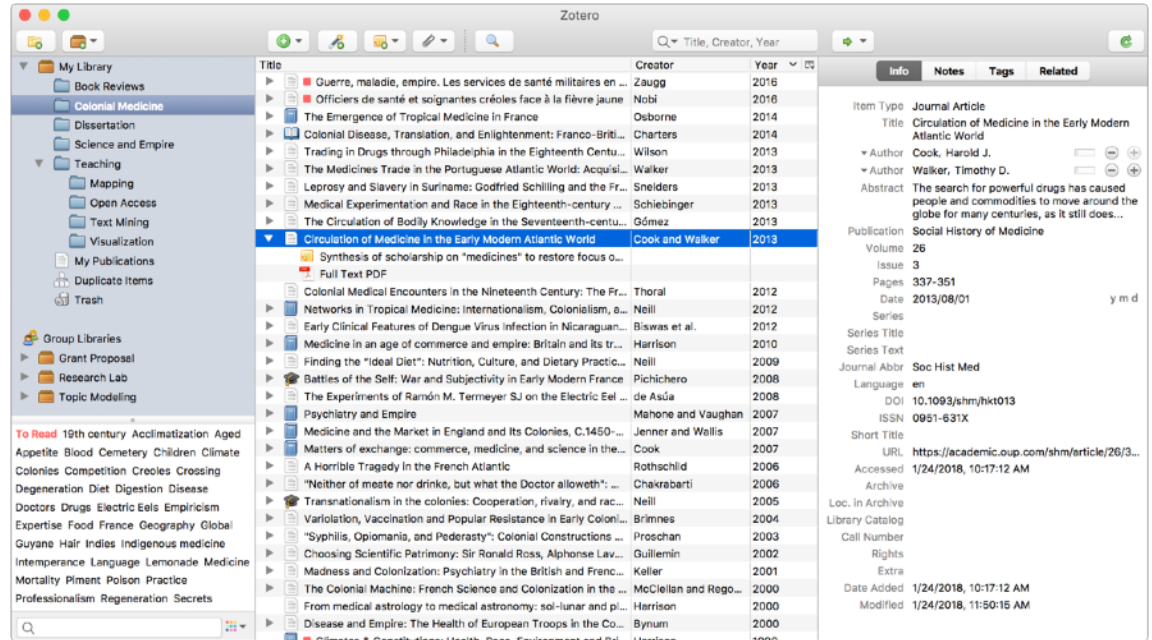 Zotero
Title, Creator, Year
My Library
Book Reviews
Colonial Medicine
Dissertation
Science and Empire
Teaching
Mapping
Open Access
Text Mining
Visualization
My Publications
Duplicate Items
Trash
Group Libraries
Grant Proposal
Research Lab
Topic Modeling
To Read 19th century Acclimatization Aged
Appetite Blood Cemetery Children Climate
Colonies Competition Creoles Crossing
Degeneration Diet Digestion Disease
Doctors Drugs Electric Eels Empiricism
Expertise Food France Geography Global
Guyane Hair Indies Indigenous medicine
Intemperance Language Lemonade Medicine
Mortality Piment Poison Practice
Professionalism Regeneration Secrets
Title Creator Year
Guerre, maladie, empire. Les services de santé militaires en ... Zaugg 2016
Officiers de santé et soignantes créoles face à la fièvre jaune Nobi 2016
The Emergence of Tropical Medicine in France Osborne 2014
Colonial Disease, Translation, and Enlightenment: Franco-Briti... Charters 2014
Trading in Drugs through Philadelphia in the Eighteenth Centu... Wilson 2013
The Medicines Trade in the Portuguese Atlantic World: Acquisi... Walker 2013
Leprosy and Slavery in Suriname: Godfried Schilling and the Fr... Snelders 2013
Medical Experimentation and Race in the Eighteenth-century ... Schiebinger 2013
The Circulation of Bodily Knowledge in the Seventeenth-centu... Gómez 2013
Circulation of Medicine in the Early Modern Atlantic World Cook and Walker 2013
Synthesis of scholarship on "medicines" to restore focus o...
Full Text PDF
Colonial Medical Encounters in the Nineteenth Century: The Fr... Thoral 2012
Networks in Tropical Medicine: Internationalism, Colonialism, a... Neill 2012
Early Clinical Features of Dengue Virus Infection in Nicaraguan... Biswas et al. 2012
Medicine in an age of commerce and empire: Britain and its tr... Harrison 2010
Finding the "Ideal Diet": Nutrition, Culture, and Dietary Practic... Neill 2009
Battles of the Self: War and Subjectivity in Early Modern France Pichichero 2008
The Experiments of Ramón M. Termeyer SJ on the Electric Eel ... de Asúa 2008
Psychiatry and Empire Mahone and Vaughan 2007
Medicine and the Market in England and Its Colonies, C.1450-... Jenner and Wallis 2007
Matters of exchange: commerce, medicine, and science in the... Cook 2007
A Horrible Tragedy in the French Atlantic Rothschild 2006
"Neither of meate nor drinke, but what the Doctor alloweth": ... Chakrabarti 2006
Transnationalism in the colonies: Cooperation, rivalry, and rac... Neill 2005
Variolation, Vaccination and Popular Resistance in Early Coloni... Brimnes 2004
"Syphilis, Opiomania, and Pederasty": Colonial Constructions ... Proschan 2003
Choosing Scientific Patrimony: Sir Ronald Ross, Alphonse Lav... Guillemin 2002
Madness and Colonization: Psychiatry in the British and Frenc... Keller 2001
The Colonial Machine: French Science and Colonization in the ... McClellan and Rego... 2000
From medical astrology to medical astronomy: sol-lunar and pl... Harrison 2000
Disease and Empire: The Health of European Troops in the Co... Bynum 2000
Info Notes Tags Related
Item Type Journal Article
Title Circulation of Medicine in the Early Modern
Atlantic World
Author Cook, Harold J.
Author Walker, Timothy D.
Abstract The search for powerful drugs has caused
people and commodities to move around the
globe for many centuries, as it still does...
Publication Social History of Medicine
Volume 26
Issue 3
Pages 337-351
Date 2013/08/01 y m d
Series
Series Title
Series Text
Journal Abbr Soc Hist Med
Language en
DOI 10.1093/shm/hkt013
ISSN 0951-631X
Short Title
URL https://academic.oup.com/shm/article/26/3...
Accessed 1/24/2018, 10:17:12 AM
Archive
Loc. in Archive
Library Catalog
Call Number
Rights
Extra
Date Added 1/24/2018, 10:17:12 AM
Modified 1/24/2018, 11:50:15 AM